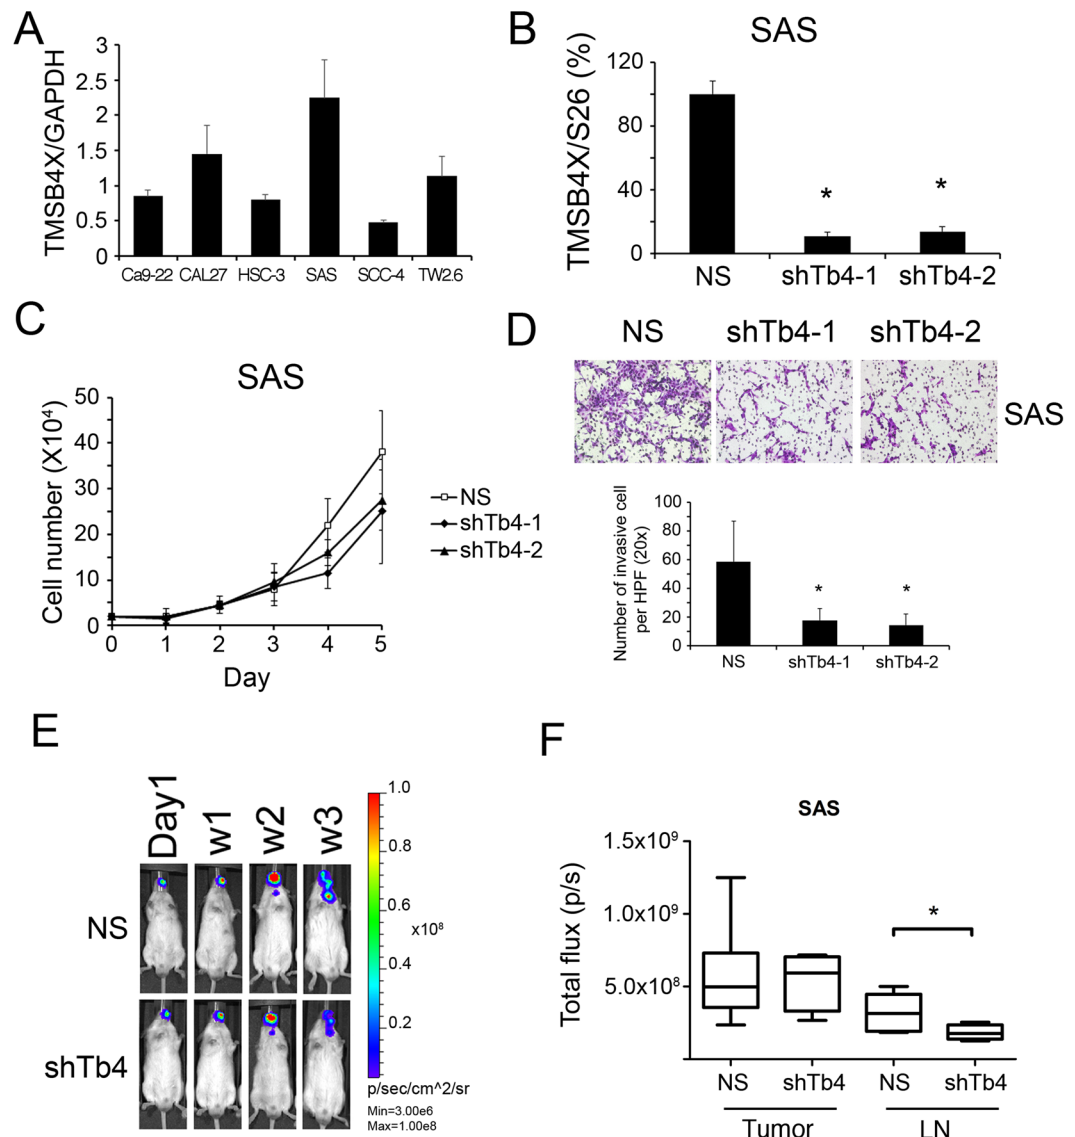 A
TMSB4X/GAPDH
3
2.5
2
1.5
1
0.5
0
Ca9-22 CAL27 HSC-3 SAS SCC-4 TW2.6
B
SAS
TMSB4X/S26 (%)
120
80
40
0
*
*
NS shTb4-1 shTb4-2
C
SAS
Cell number (X10⁴)
50
40
30
20
10
0
0 1 2 3 4 5
Day
NS
shTb4-1
shTb4-2
D
NS shTb4-1 shTb4-2
SAS
Number of invasive cell
per HPF (20x)
100
80
60
40
20
0
*
*
NS shTb4-1 shTb4-2
E
Day1 w1 w2 w3
NS
shTb4
1.0
0.8
0.6
x10⁸
0.4
0.2
p/sec/cm^2/sr
Min=3.00e6
Max=1.00e8
F
SAS
Total flux (p/s)
1.5x10⁹
1.0x10⁹
5.0x10⁸
*
NS shTb4 NS shTb4
Tumor LN